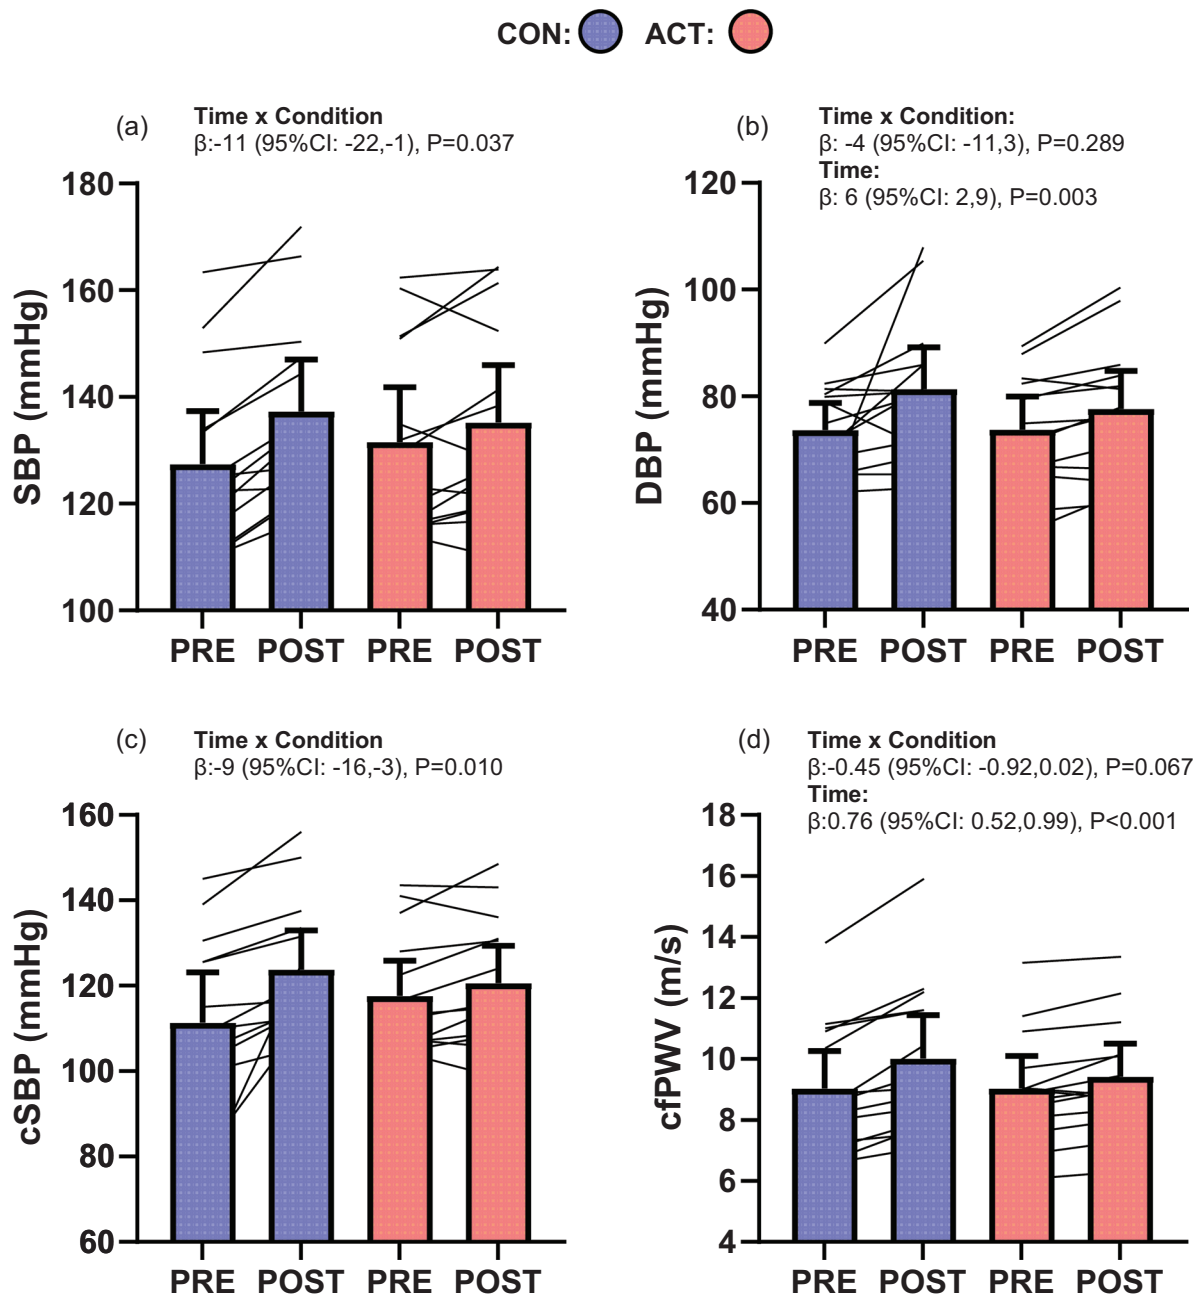 CON: ACT:
(a) Time x Condition
β:-11 (95%CI: -22,-1), P=0.037
180
160
140
120
100
SBP (mmHg)
PRE POST PRE POST
(b) Time x Condition:
β: -4 (95%CI: -11,3), P=0.289
Time:
β: 6 (95%CI: 2,9), P=0.003
120
100
80
60
40
DBP (mmHg)
PRE POST PRE POST
(c) Time x Condition
β:-9 (95%CI: -16,-3), P=0.010
160
140
120
100
80
60
cSBP (mmHg)
PRE POST PRE POST
(d) Time x Condition
β:-0.45 (95%CI: -0.92,0.02), P=0.067
Time:
β:0.76 (95%CI: 0.52,0.99), P<0.001
18
16
14
12
10
8
6
4
cfPWV (m/s)
PRE POST PRE POST